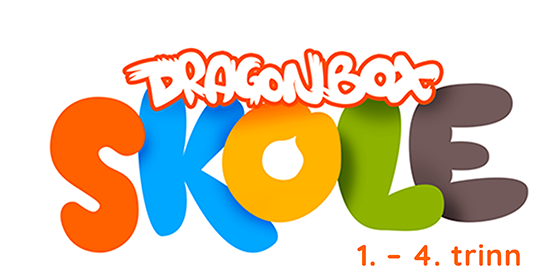 DRAGONBOX
SKOLE
1. – 4. trinn